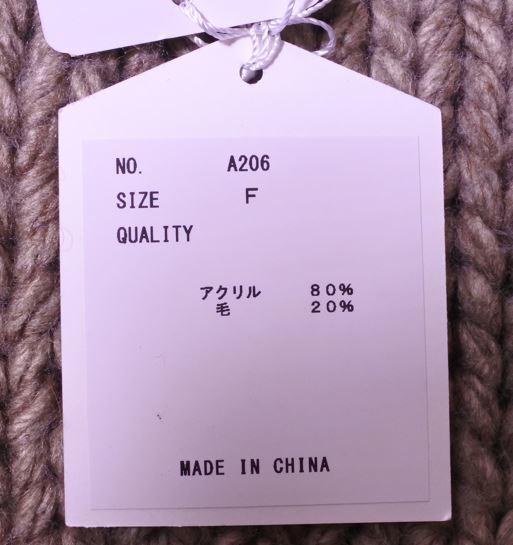 NO. A206
SIZE F
QUALITY
アクリル 80%
毛 20%
MADE IN CHINA